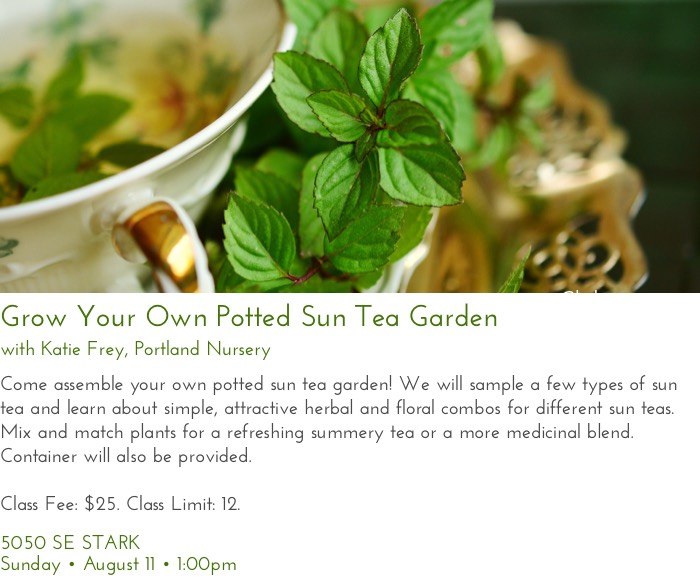 Grow Your Own Potted Sun Tea Garden
with Katie Frey, Portland Nursery
Come assemble your own potted sun tea garden! We will sample a few types of sun
tea and learn about simple, attractive herbal and floral combos for different sun teas.
Mix and match plants for a refreshing summery tea or a more medicinal blend.
Container will also be provided.
Class Fee: $25. Class Limit: 12.
5050 SE STARK
Sunday • August 11 • 1:00pm